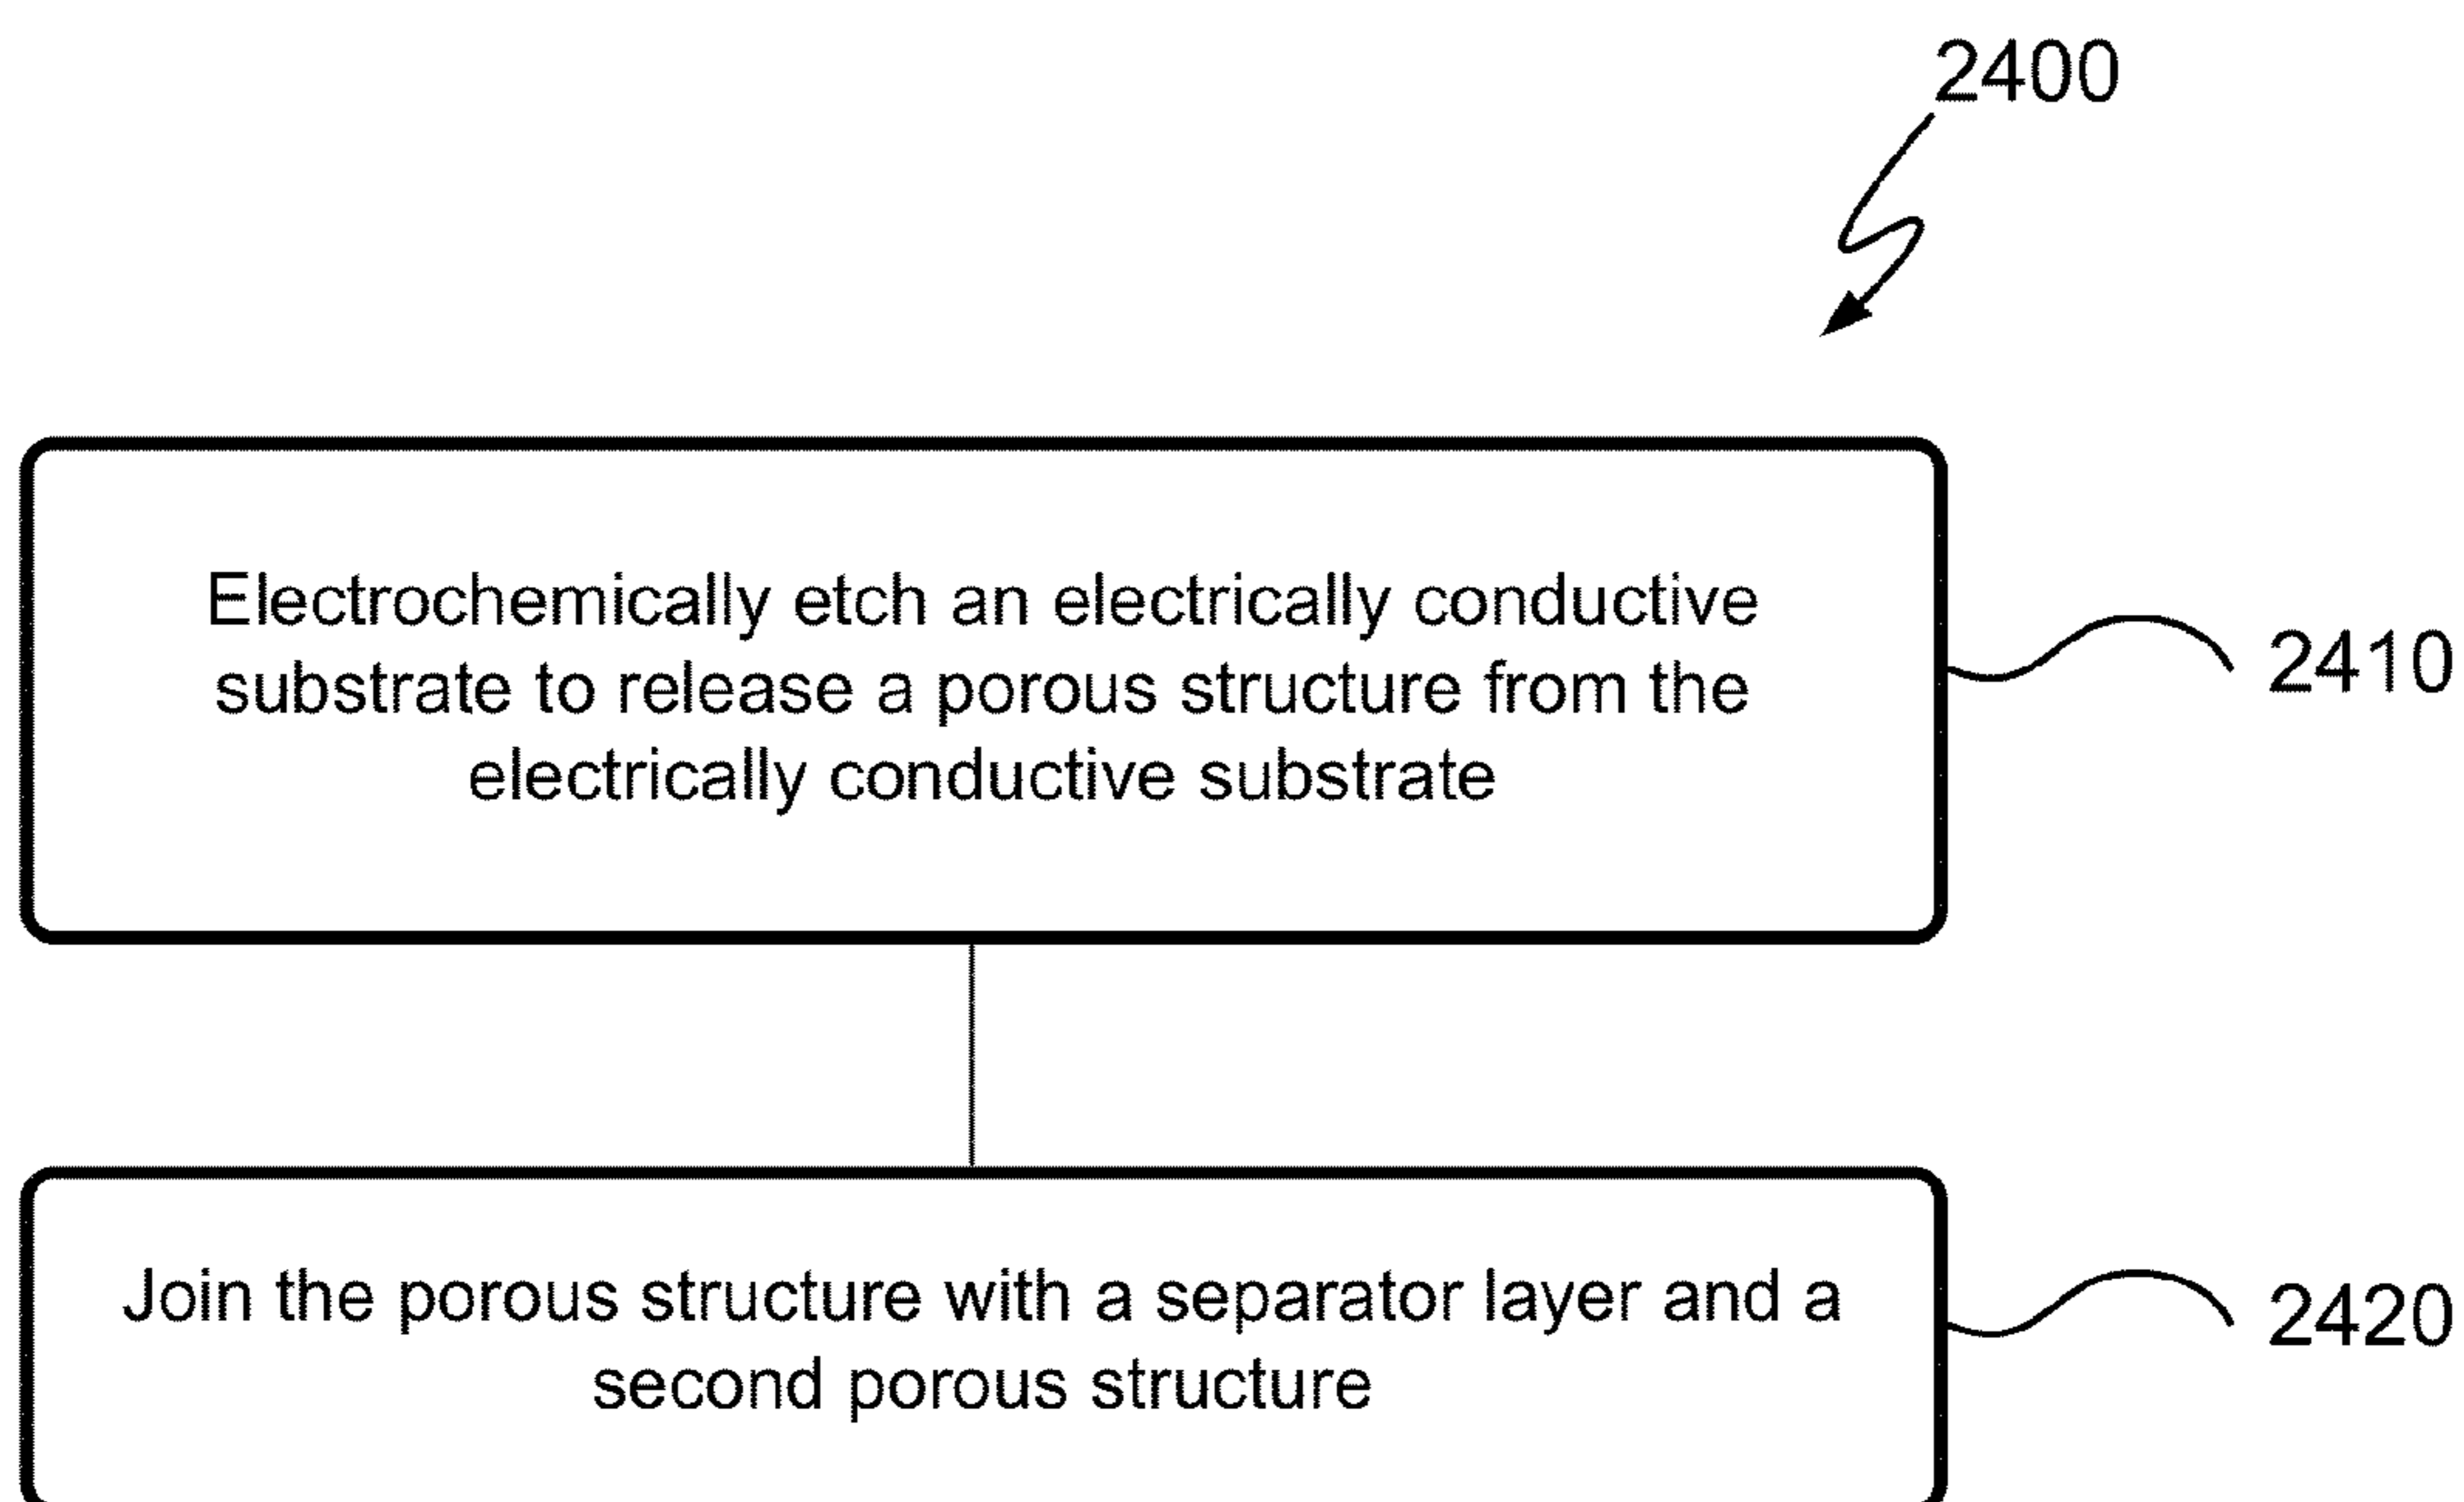 2400
Electrochemically etch an electrically conductive
substrate to release a porous structure from the
electrically conductive substrate
2410
Join the porous structure with a separator layer and a
second porous structure
2420